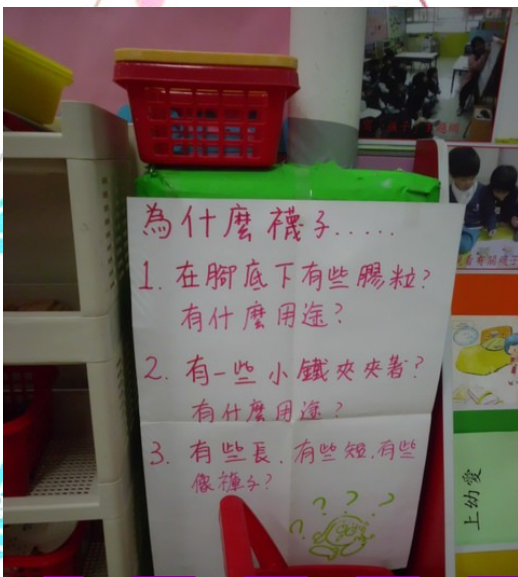 為什麼襪子.....
1. 在腳底下有些膠粒?
有什麼用途?
2. 有一些小鐵夾夾著?
有什麼用途?
3. 有些長.有些短.有些
像褲子?
? ? ? ?
上幼愛